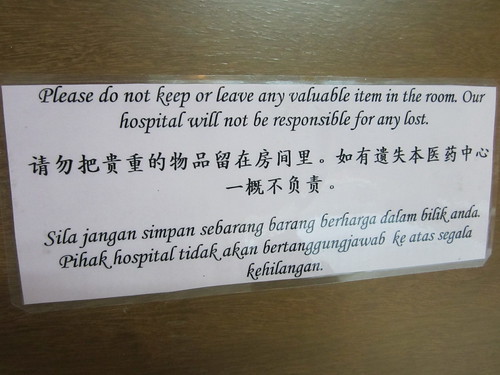 Please do not keep or leave any valuable item in the room. Our
hospital will not be responsible for any lost.
请勿把贵重的物品留在房间里。如有遗失本医药中心
一概不负责。
Sila jangan simpan sebarang barang berharga dalam bilik anda.
Pihak hospital tidak akan bertanggungjawab ke atas segala
kehilangan.